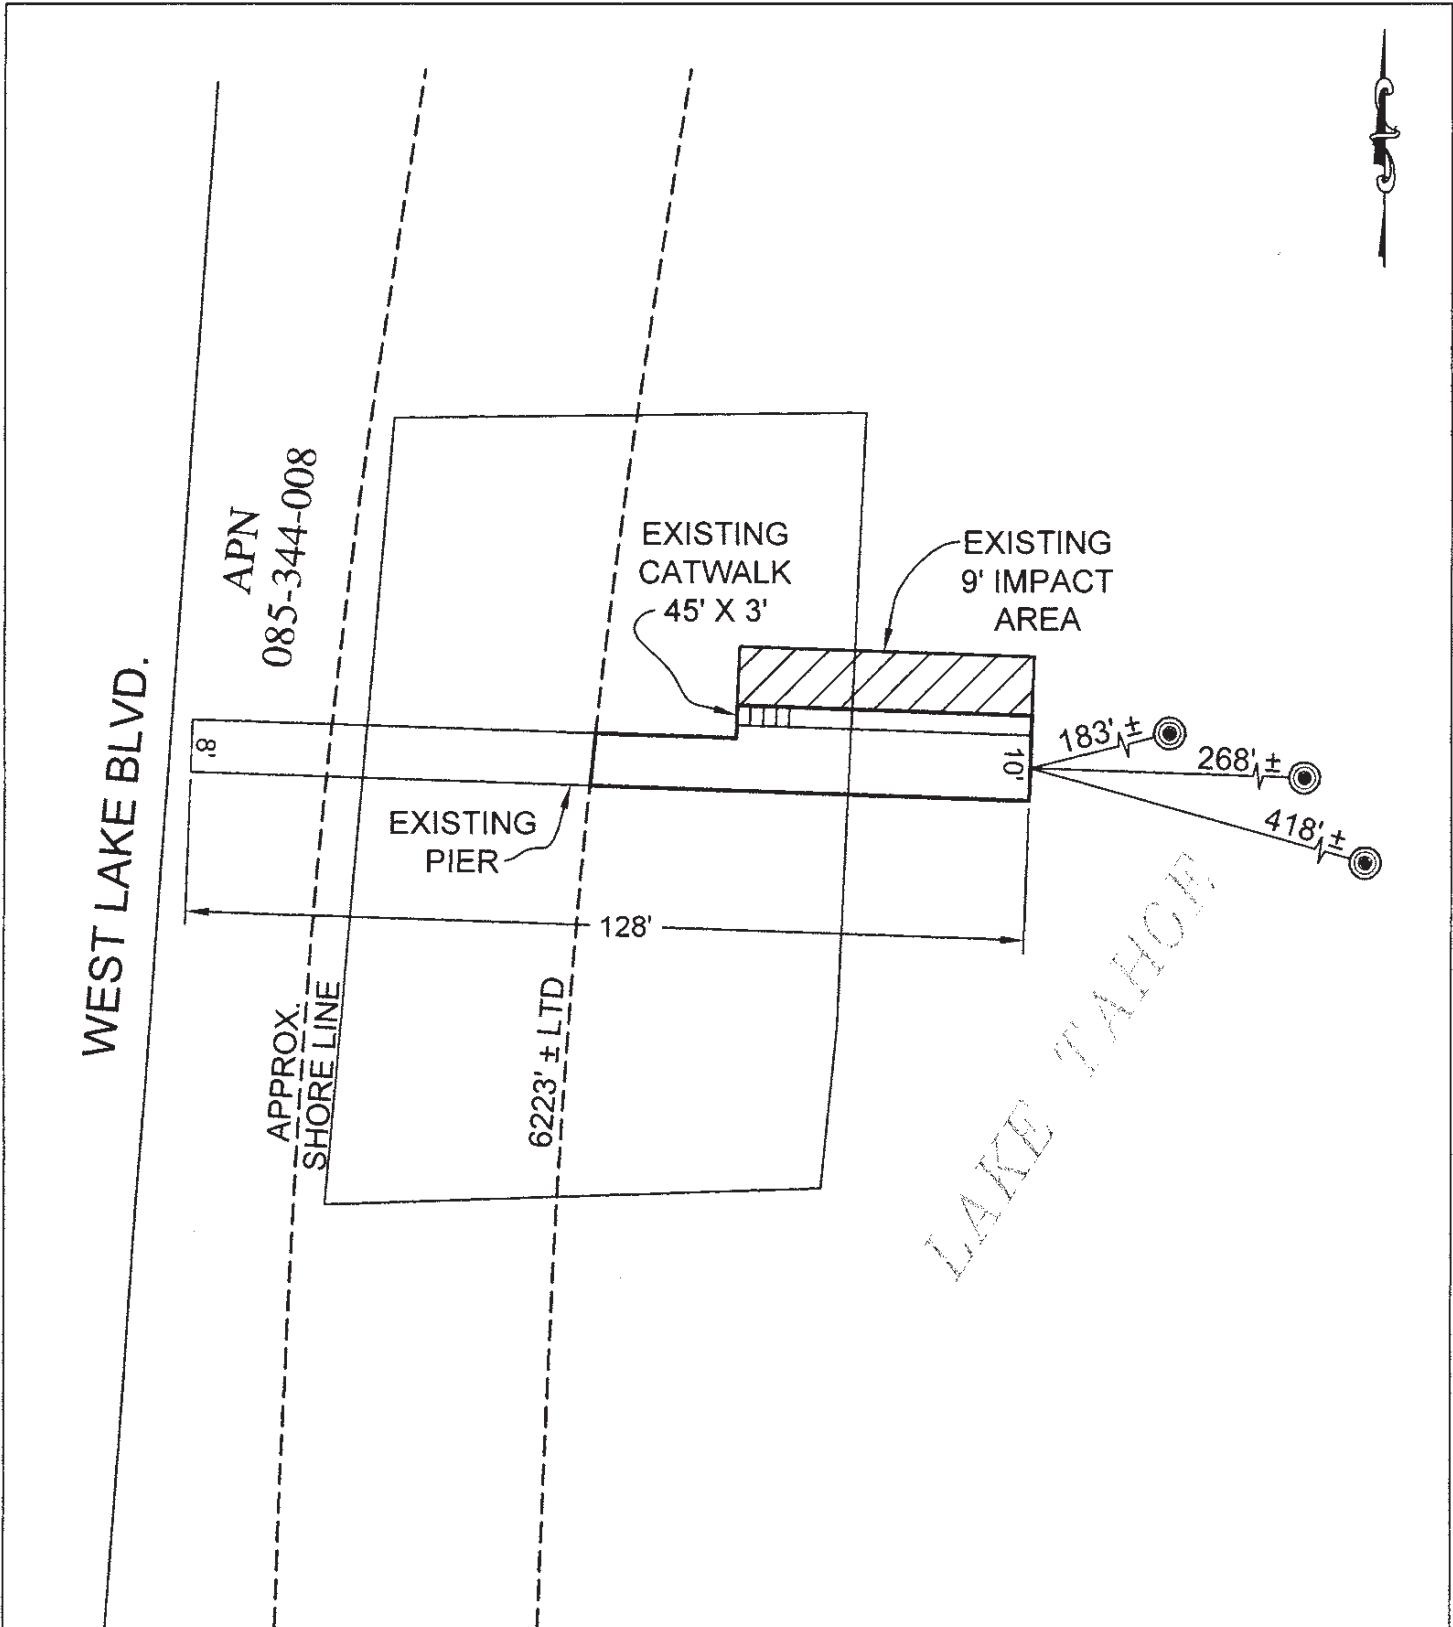 APN
085-344-008
EXISTING
CATWALK
45' X 3'
EXISTING
9' IMPACT
AREA
WEST LAKE BLVD.
8'
10'
183' ±
268' ±
418' ±
EXISTING
PIER
128'
APPROX.
SHORE LINE
6223' ± LTD
LAKE TAHOE